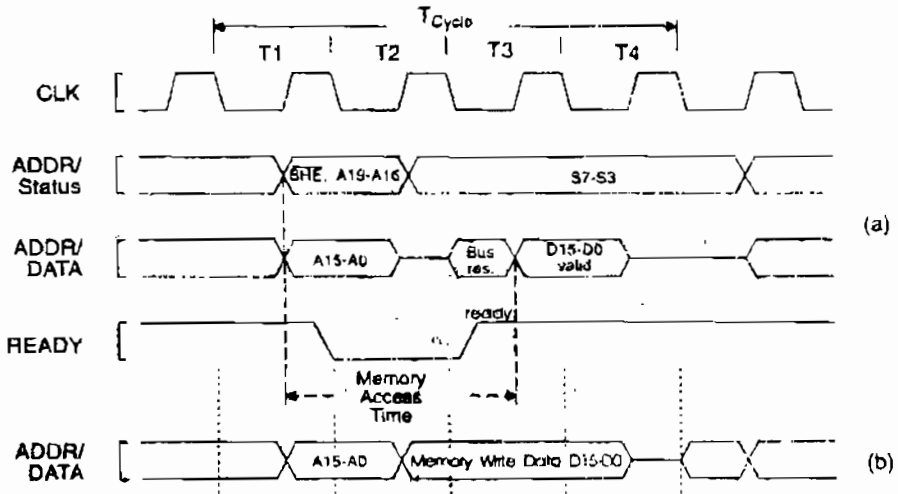 TCycle
T1 T2 T3 T4
CLK
ADDR/
Status
BHE, A19-A16
S7-S3
(a)
ADDR/
DATA
A15-A0
Bus
res.
D15-D0
valid
READY
ready
Memory
Access
Time
ADDR/
DATA
A15-A0
Memory Write Data D15-D0
(b)